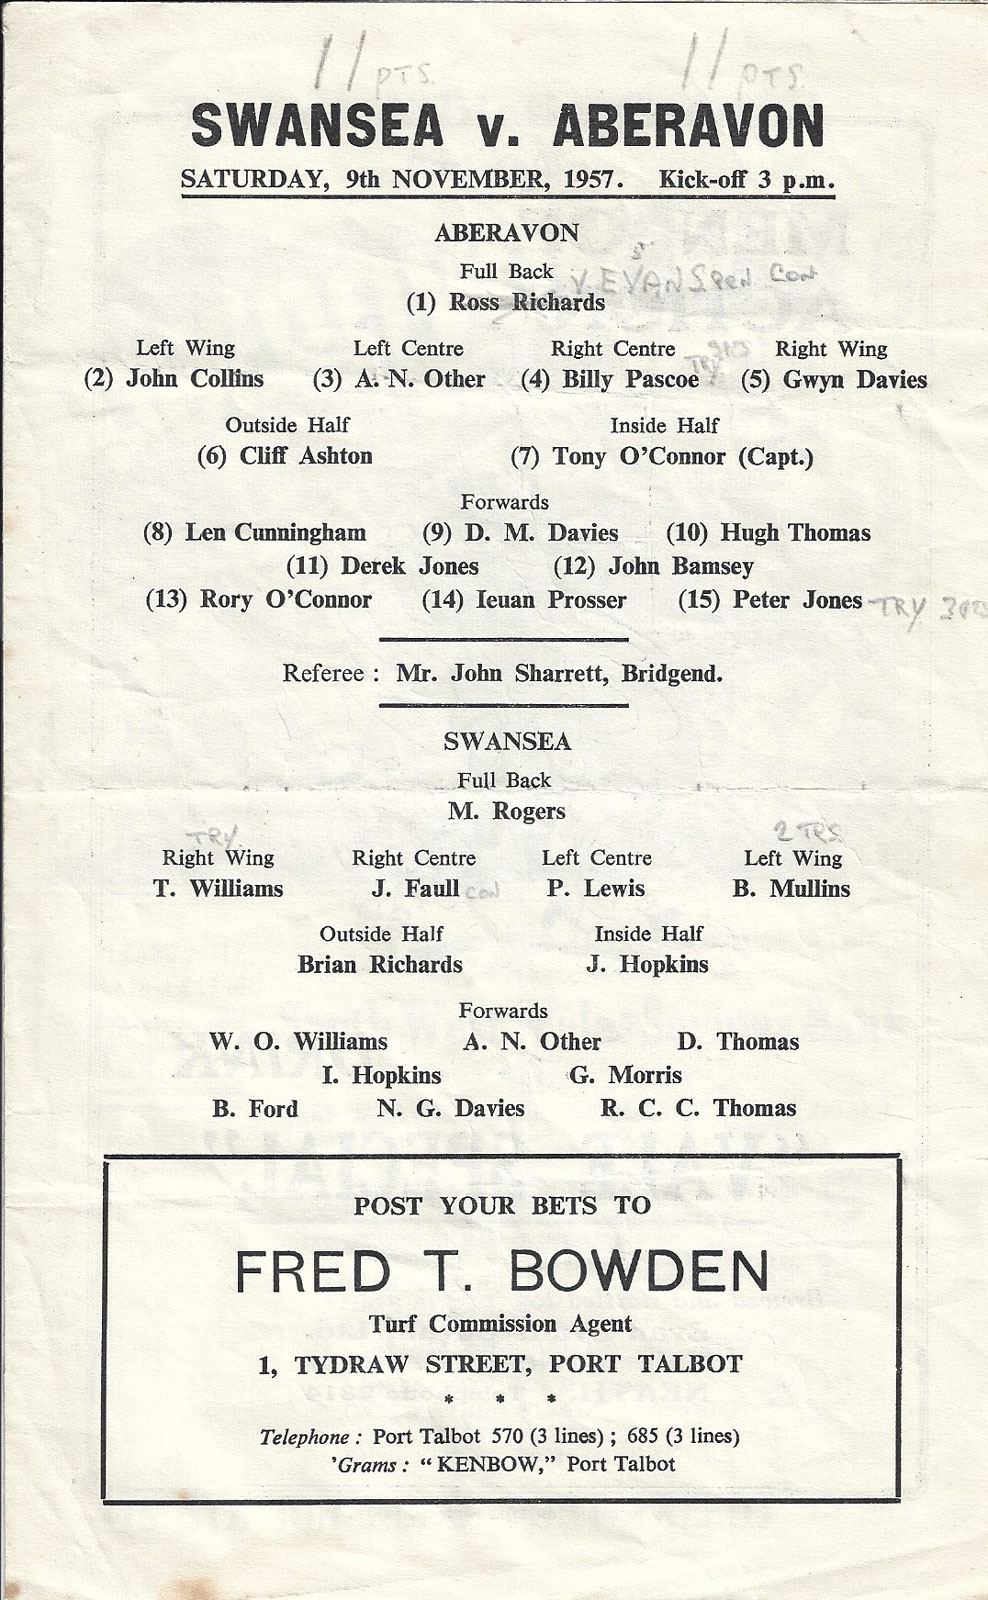 11 PTS. 11 PTS.
SWANSEA v. ABERAVON
SATURDAY, 9th NOVEMBER, 1957. Kick-off 3 p.m.
ABERAVON
Full Back V. EVANS PEN CON
(1) Ross Richards
Left Wing Left Centre Right Centre Right Wing
(2) John Collins (3) A. N. Other (4) Billy Pascoe TRY (5) Gwyn Davies
Outside Half Inside Half
(6) Cliff Ashton (7) Tony O'Connor (Capt.)
Forwards
(8) Len Cunningham (9) D. M. Davies (10) Hugh Thomas
(11) Derek Jones (12) John Bamsey
(13) Rory O'Connor (14) Ieuan Prosser (15) Peter Jones TRY 3 PTS
Referee : Mr. John Sharrett, Bridgend.
SWANSEA
Full Back
M. Rogers
TRY 2 TRS
Right Wing Right Centre Left Centre Left Wing
T. Williams J. Faull con P. Lewis B. Mullins
Outside Half Inside Half
Brian Richards J. Hopkins
Forwards
W. O. Williams A. N. Other D. Thomas
I. Hopkins G. Morris
B. Ford N. G. Davies R. C. C. Thomas
POST YOUR BETS TO
FRED T. BOWDEN
Turf Commission Agent
1, TYDRAW STREET, PORT TALBOT
* * *
Telephone : Port Talbot 570 (3 lines) ; 685 (3 lines)
'Grams : "KENBOW," Port Talbot